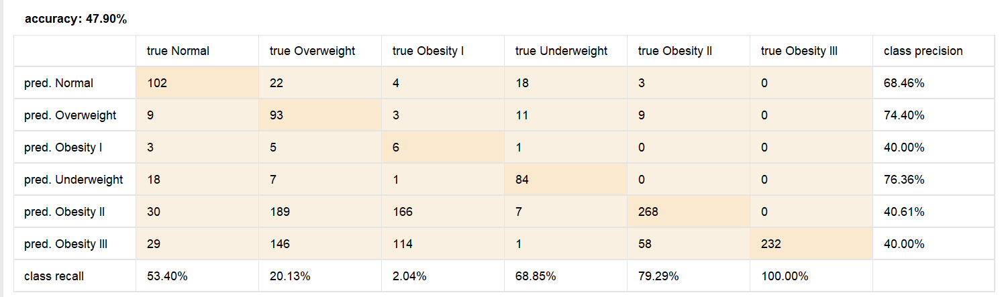 accuracy: 47.90%
true Normal true Overweight true Obesity I true Underweight true Obesity II true Obesity III class precision
pred. Normal 102 22 4 18 3 0 68.46%
pred. Overweight 9 93 3 11 9 0 74.40%
pred. Obesity I 3 5 6 1 0 0 40.00%
pred. Underweight 18 7 1 84 0 0 76.36%
pred. Obesity II 30 189 166 7 268 0 40.61%
pred. Obesity III 29 146 114 1 58 232 40.00%
class recall 53.40% 20.13% 2.04% 68.85% 79.29% 100.00%